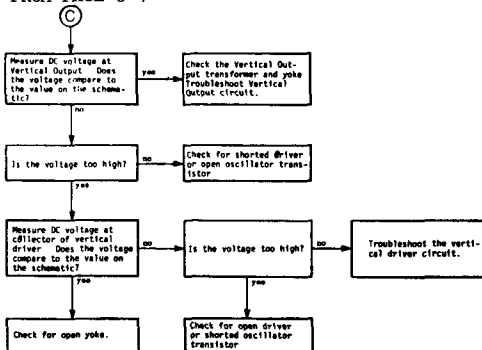 C
Measure DC voltage at
Vertical Output Does
the voltage compare to
the value on the schema-
tic?
yes
Check the Vertical Out-
put transformer and yoke
Troubleshoot Vertical
Output circuit.
no
Is the voltage too high?
no
Check for shorted driver
or open oscillator tran-
sistor
yes
Measure DC voltage at
collector of vertical
driver Does the voltage
compare to the value on
the schematic?
no
Is the voltage too high?
no
Troubleshoot the verti-
cal driver circuit.
yes
yes
Check for open yoke.
Check for open driver
or shorted oscillator
transistor